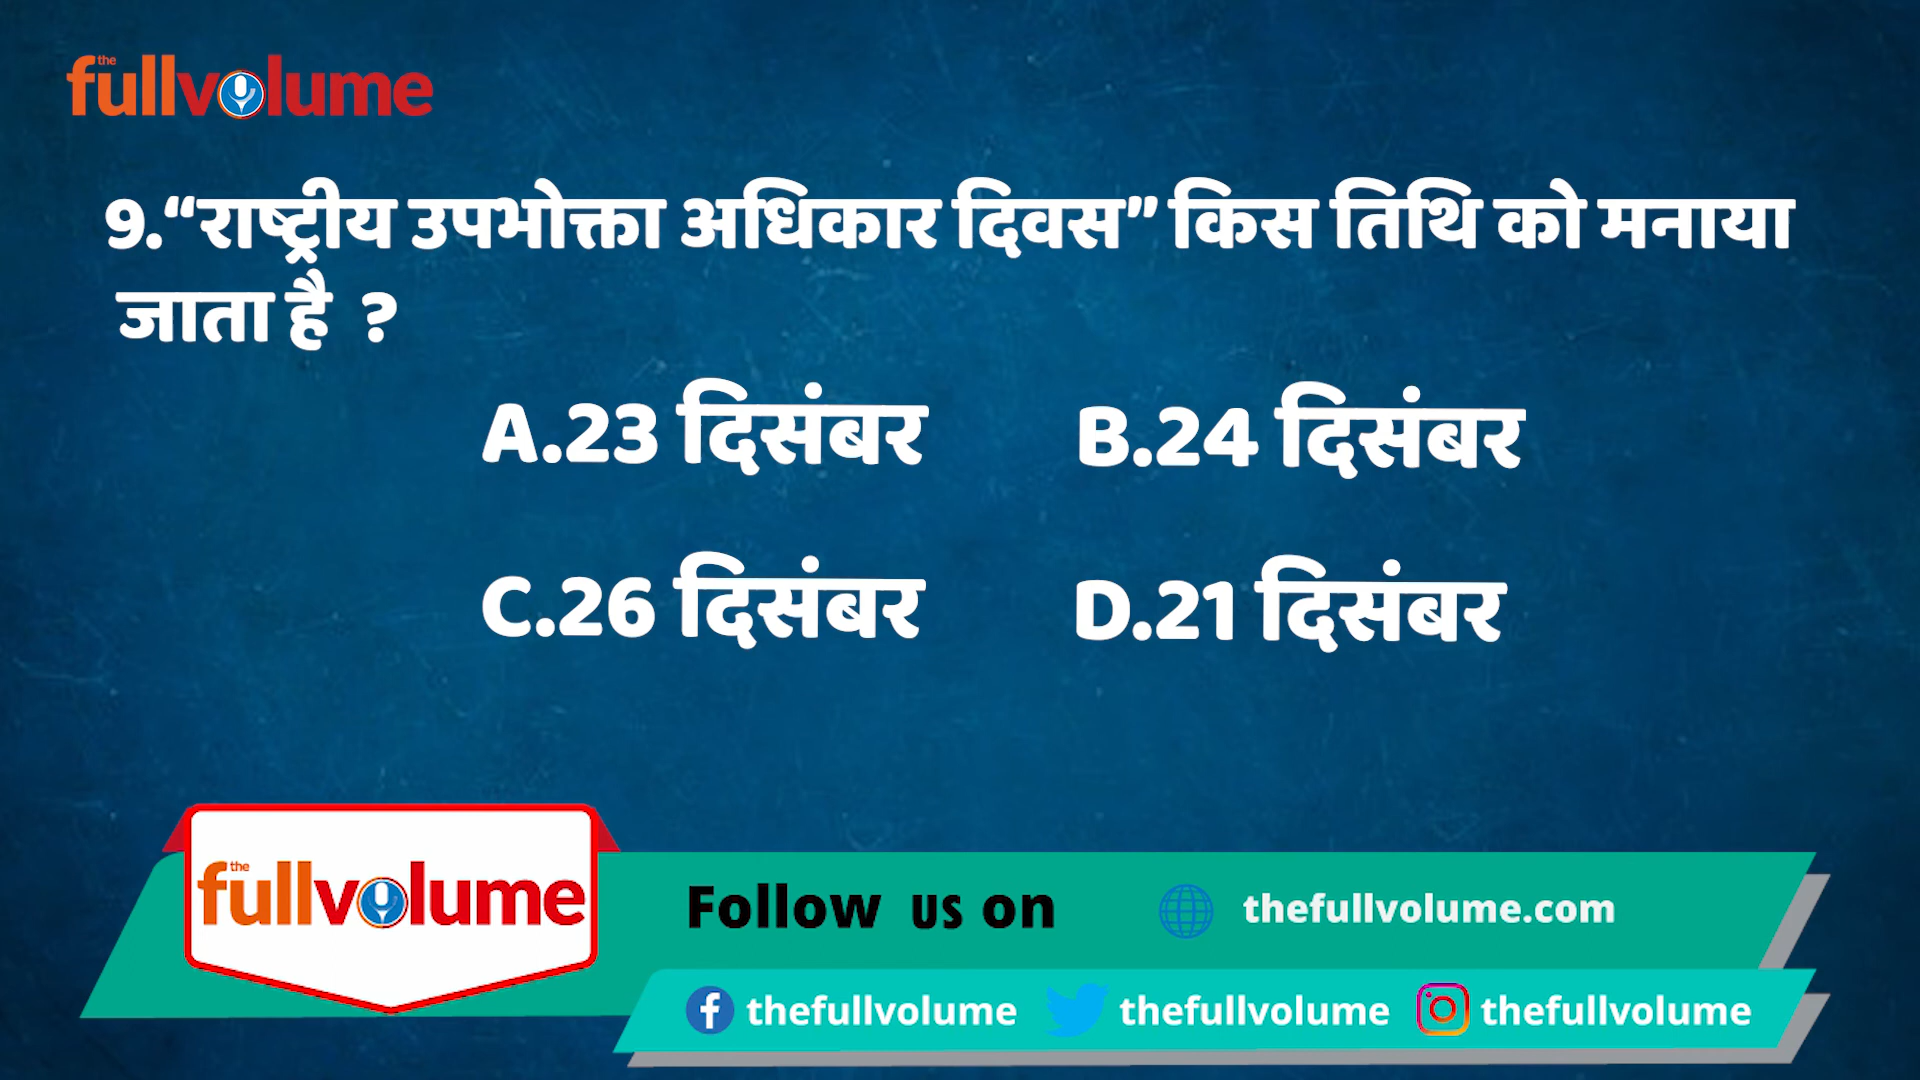 the fullvolume
9.“राष्ट्रीय उपभोक्ता अधिकार दिवस” किस तिथि को मनाया
जाता है ?
A.23 दिसंबर B.24 दिसंबर
C.26 दिसंबर D.21 दिसंबर
the fullvolume
Follow us on thefullvolume.com
thefullvolume thefullvolume thefullvolume